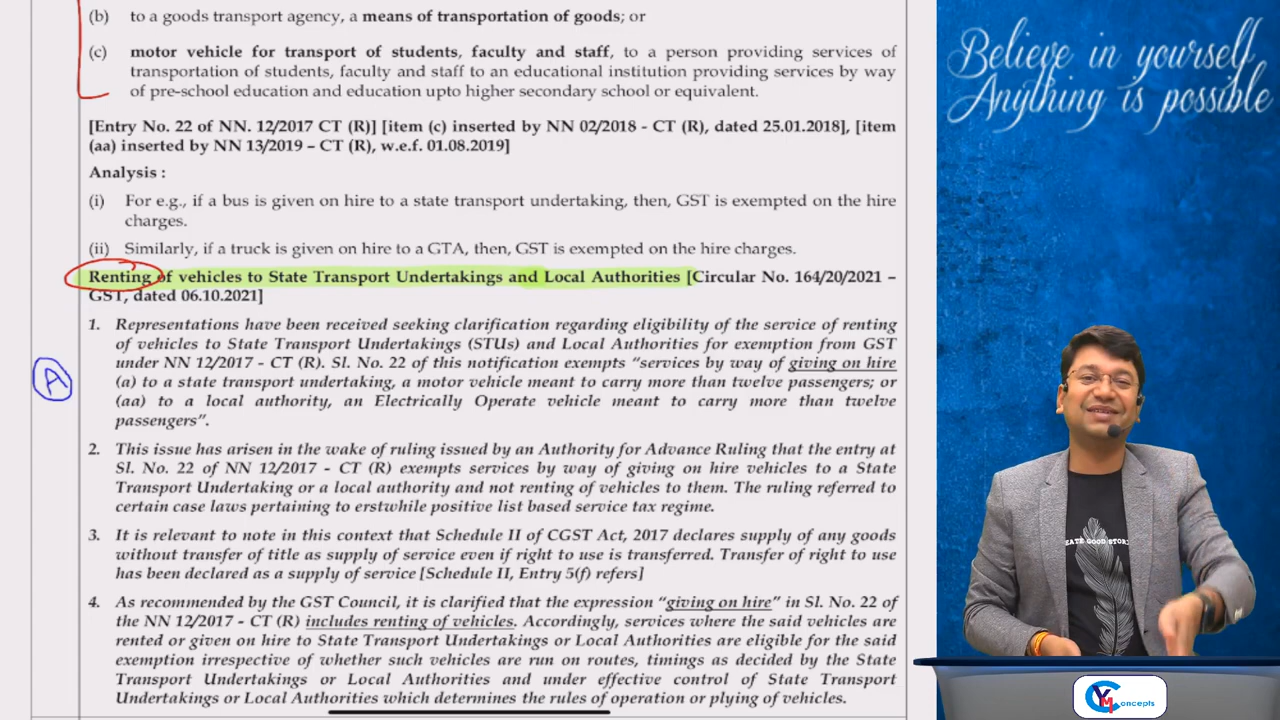 (b) to a goods transport agency, a means of transportation of goods; or
(c) motor vehicle for transport of students, faculty and staff, to a person providing services of
transportation of students, faculty and staff to an educational institution providing services by way
of pre-school education and education upto higher secondary school or equivalent.
[Entry No. 22 of NN. 12/2017 CT (R)] [item (c) inserted by NN 02/2018 - CT (R), dated 25.01.2018], [item
(aa) inserted by NN 13/2019 – CT (R), w.e.f. 01.08.2019]
Analysis :
(i) For e.g., if a bus is given on hire to a state transport undertaking, then, GST is exempted on the hire
charges.
(ii) Similarly, if a truck is given on hire to a GTA, then, GST is exempted on the hire charges.
Renting of vehicles to State Transport Undertakings and Local Authorities [Circular No. 164/20/2021 –
GST, dated 06.10.2021]
1. Representations have been received seeking clarification regarding eligibility of the service of renting
of vehicles to State Transport Undertakings (STUs) and Local Authorities for exemption from GST
under NN 12/2017 - CT (R). Sl. No. 22 of this notification exempts “services by way of giving on hire
(a) to a state transport undertaking, a motor vehicle meant to carry more than twelve passengers; or
(aa) to a local authority, an Electrically Operate vehicle meant to carry more than twelve
passengers”.
A
2. This issue has arisen in the wake of ruling issued by an Authority for Advance Ruling that the entry at
Sl. No. 22 of NN 12/2017 - CT (R) exempts services by way of giving on hire vehicles to a State
Transport Undertaking or a local authority and not renting of vehicles to them. The ruling referred to
certain case laws pertaining to erstwhile positive list based service tax regime.
3. It is relevant to note in this context that Schedule II of CGST Act, 2017 declares supply of any goods
without transfer of title as supply of service even if right to use is transferred. Transfer of right to use
has been declared as a supply of service [Schedule II, Entry 5(f) refers]
4. As recommended by the GST Council, it is clarified that the expression “giving on hire” in Sl. No. 22 of
the NN 12/2017 - CT (R) includes renting of vehicles. Accordingly, services where the said vehicles are
rented or given on hire to State Transport Undertakings or Local Authorities are eligible for the said
exemption irrespective of whether such vehicles are run on routes, timings as decided by the State
Transport Undertakings or Local Authorities and under effective control of State Transport
Undertakings or Local Authorities which determines the rules of operation or plying of vehicles.
Believe in yourself
Anything is possible
EATE GOOD STOR
CYM oncepts